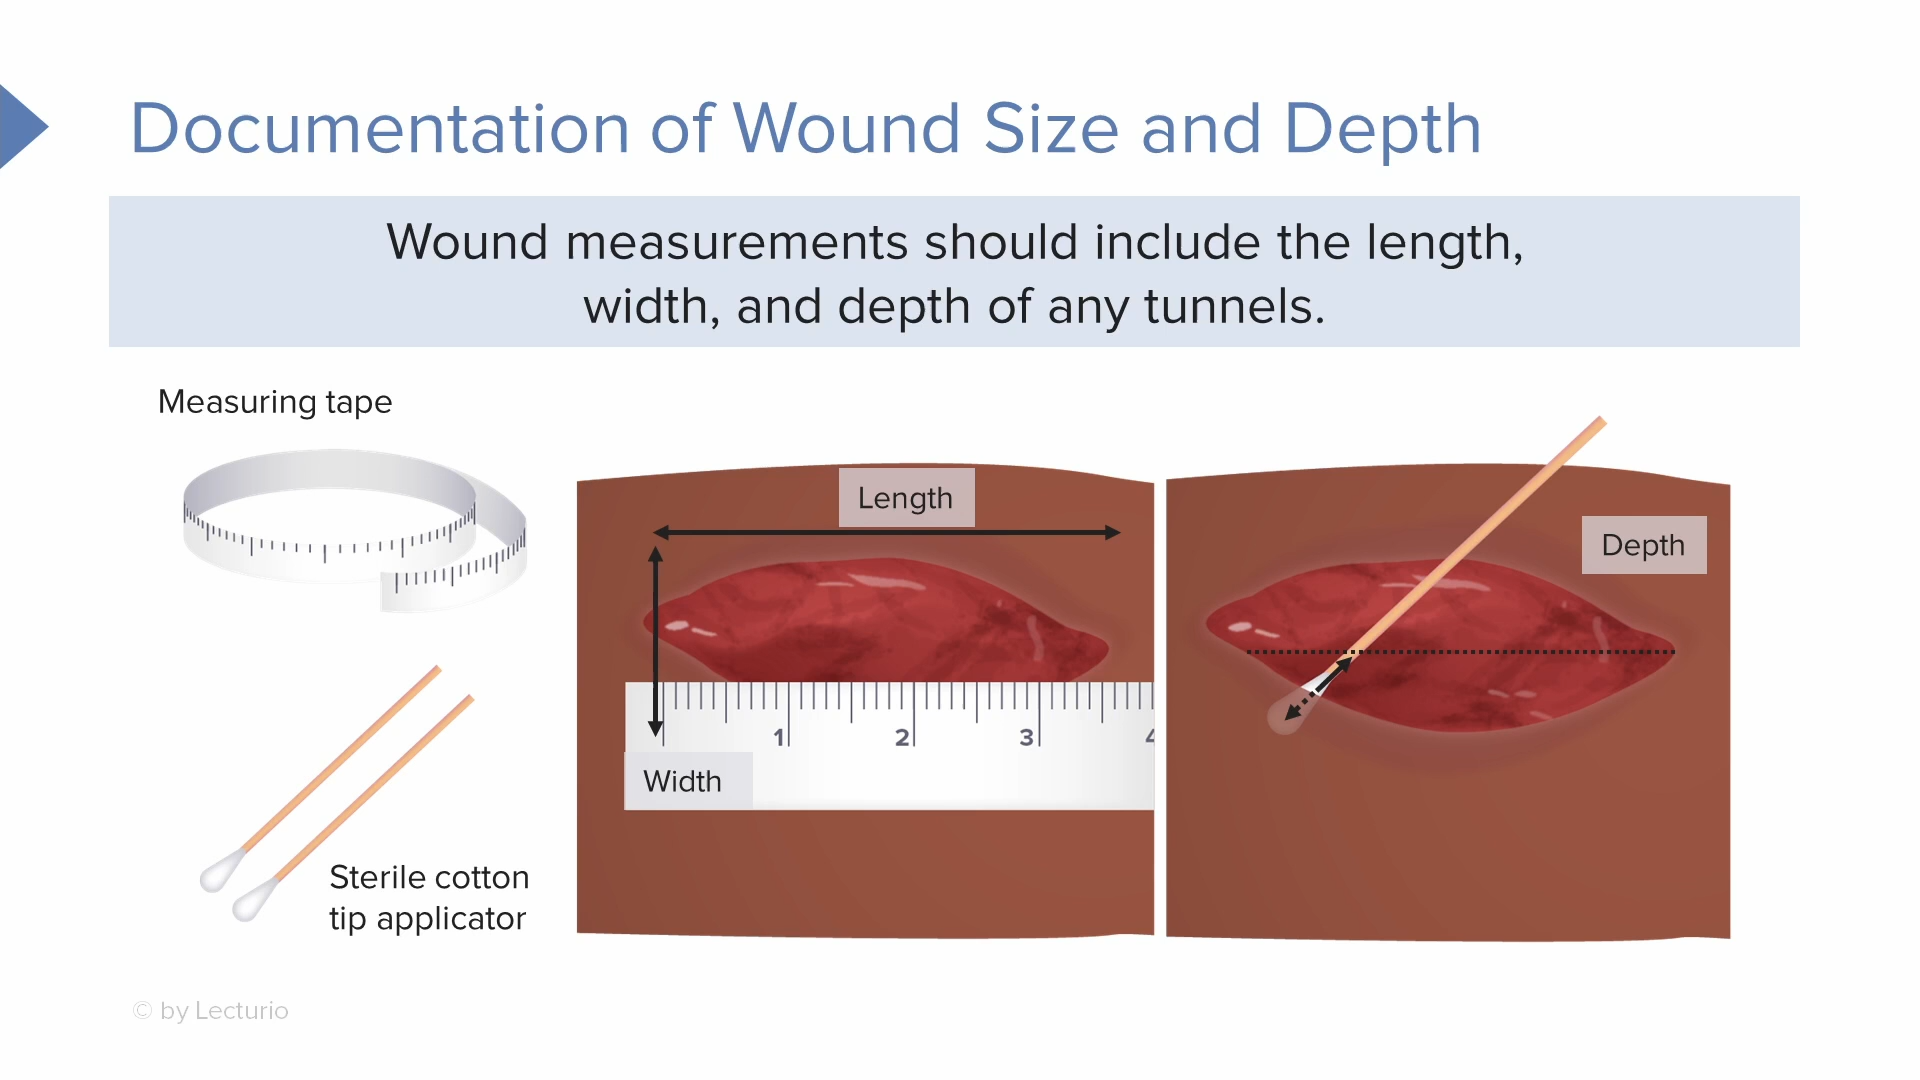 Documentation of Wound Size and Depth
Wound measurements should include the length,
width, and depth of any tunnels.
Measuring tape
Length
Depth
1
2
3
4
Width
Sterile cotton
tip applicator
© by Lecturio